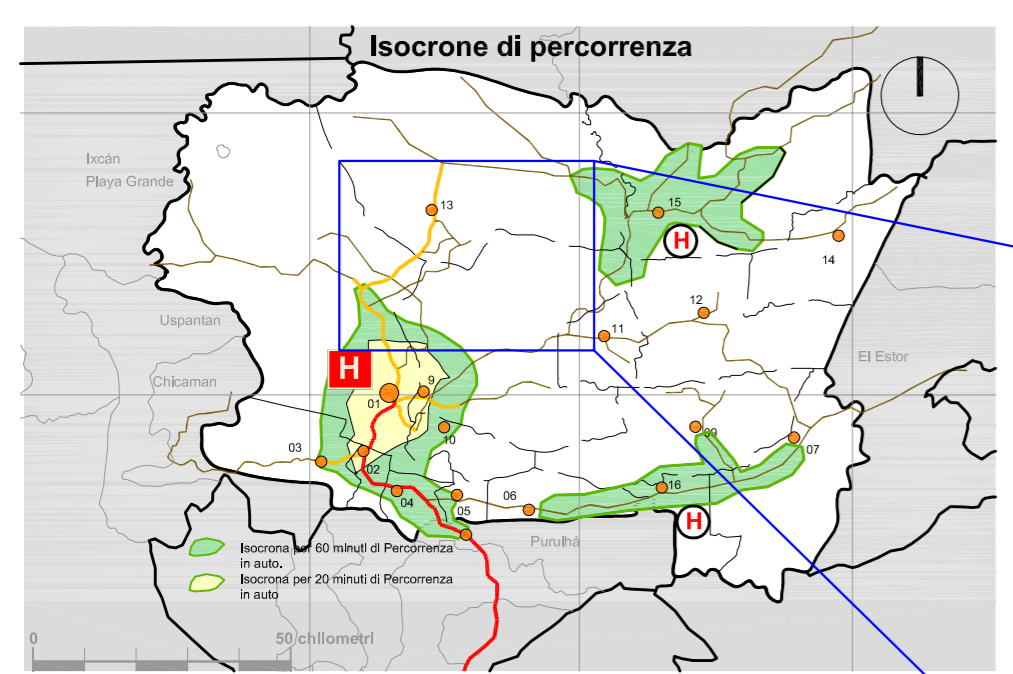 Isocrone di percorrenza
Ixcán
Playa Grande
13
15
H
14
Uspantan
12
11
El Estor
H
Chicaman
9
01
10
09
07
03
02
16
04
05
06
H
Purulhá
Isocrona per 60 minuti di Percorrenza
in auto.
Isocrona per 20 minuti di Percorrenza
in auto
0
50 chilometri